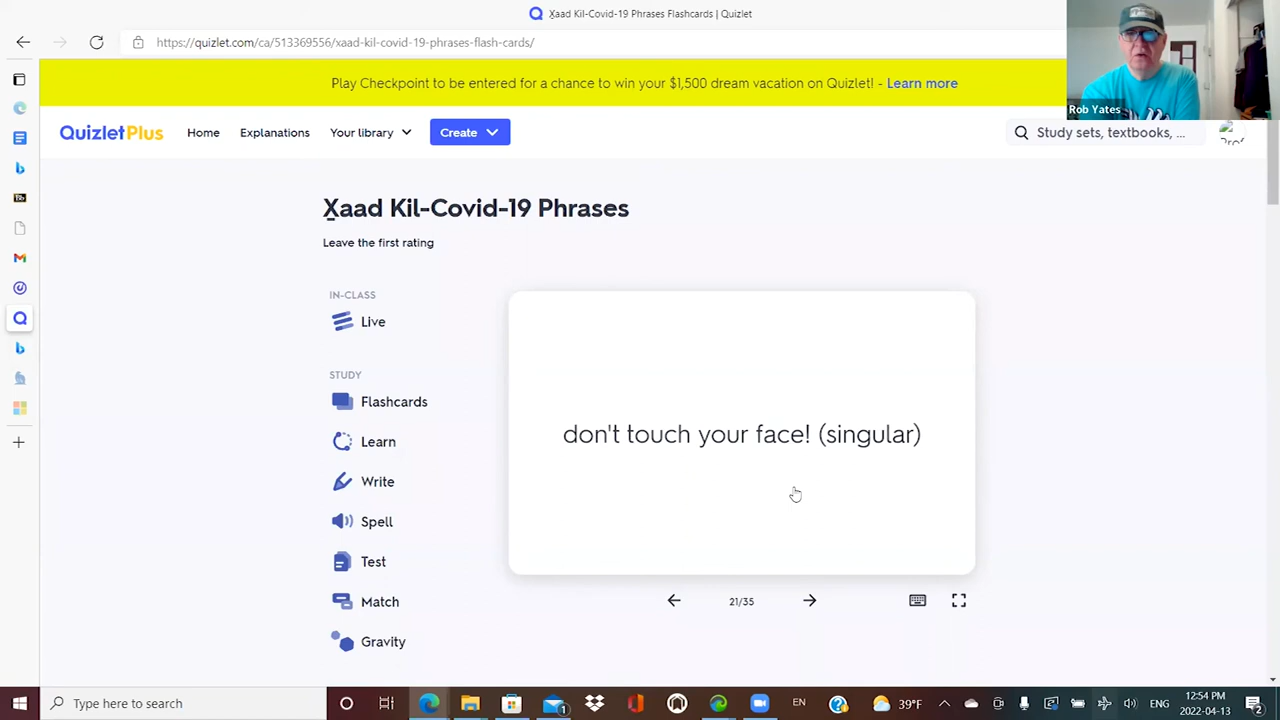 X̱aad Kil-Covid-19 Phrases Flashcards | Quizlet
https://quizlet.com/ca/513369556/xaad-kil-covid-19-phrases-flash-cards/
Rob Yates
Play Checkpoint to be entered for a chance to win your $1,500 dream vacation on Quizlet! - Learn more
QuizletPlus Home Explanations Your library Create Study sets, textbooks, ...
X̱aad Kil-Covid-19 Phrases
Leave the first rating
IN-CLASS
Live
STUDY
Flashcards
Learn
Write
Spell
Test
Match
Gravity
don't touch your face! (singular)
21/35
Type here to search
1
EN
39°F
ENG
12:54 PM
2022-04-13
2